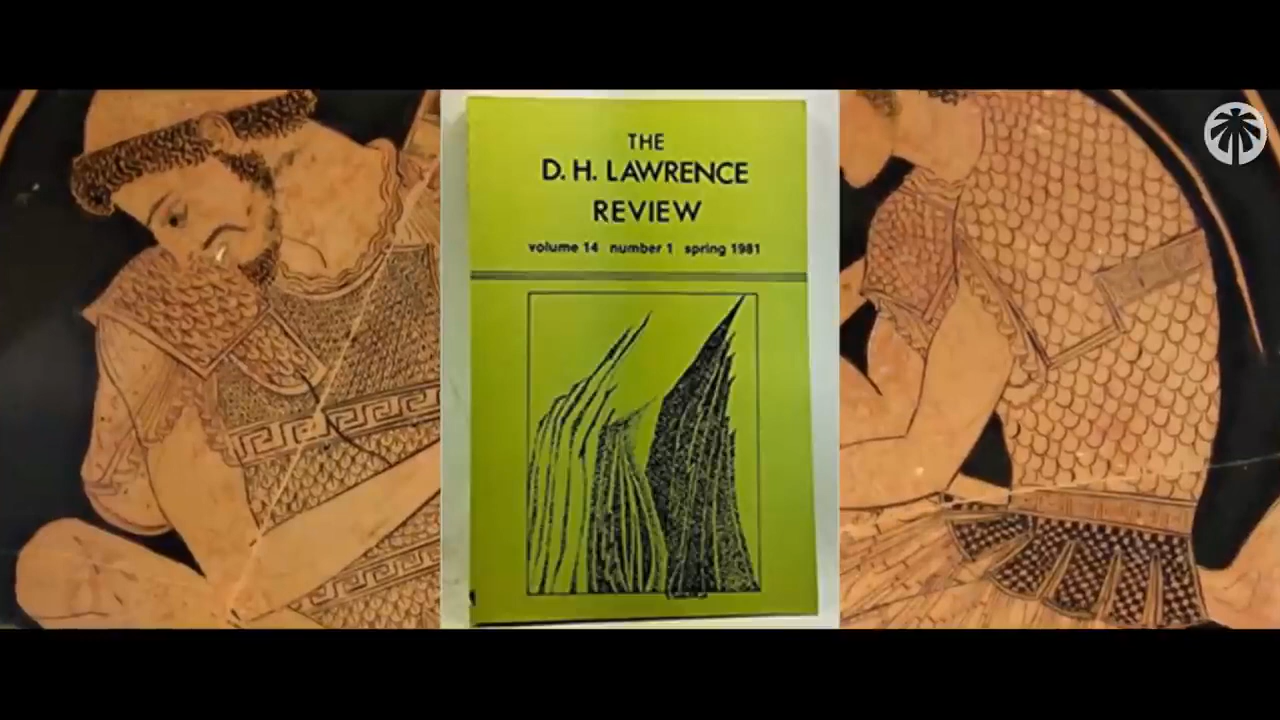 THE
D. H. LAWRENCE
REVIEW
volume 14 number 1 spring 1981